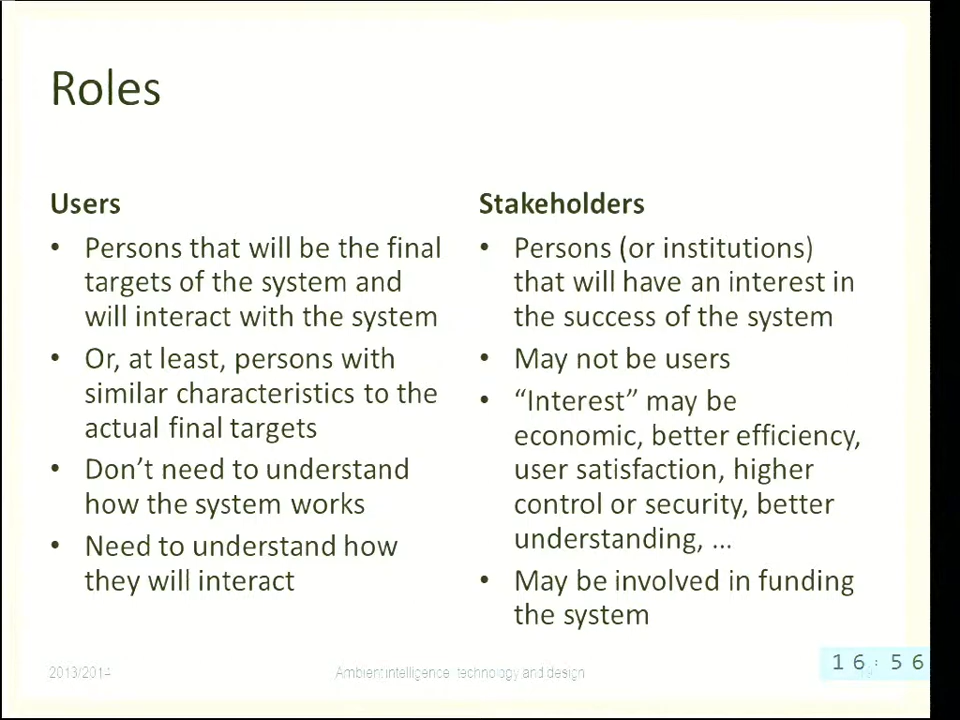 Roles
Users
• Persons that will be the final
targets of the system and
will interact with the system
• Or, at least, persons with
similar characteristics to the
actual final targets
• Don’t need to understand
how the system works
• Need to understand how
they will interact
Stakeholders
• Persons (or institutions)
that will have an interest in
the success of the system
• May not be users
• “Interest” may be
economic, better efficiency,
user satisfaction, higher
control or security, better
understanding, ...
• May be involved in funding
the system
2013/2014
Ambient intelligence: technology and design
16:56